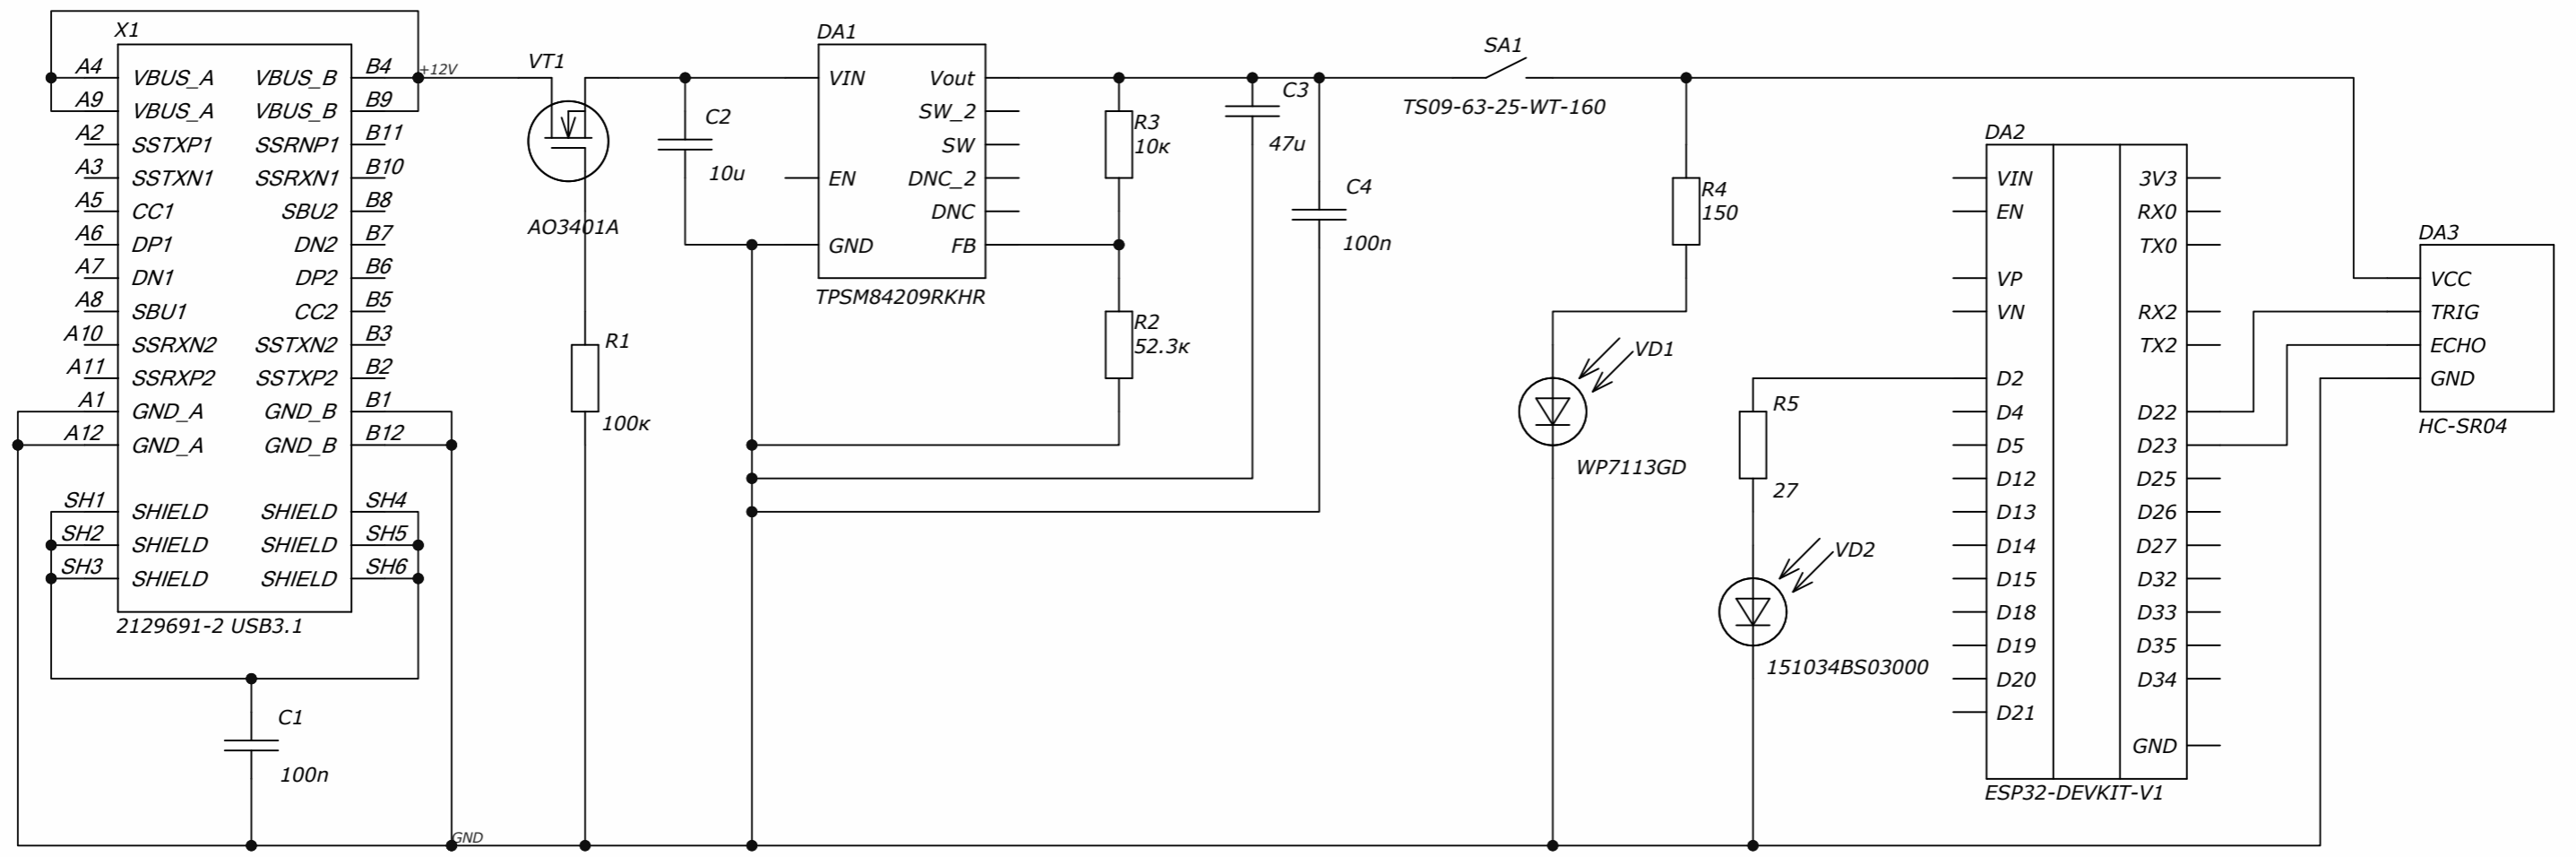 X1
A4 VBUS_A VBUS_B B4 +12V
A9 VBUS_A VBUS_B B9
A2 SSTXP1 SSRNP1 B11
A3 SSTXN1 SSRXN1 B10
A5 CC1 SBU2 B8
A6 DP1 DN2 B7
A7 DN1 DP2 B6
A8 SBU1 CC2 B5
A10 SSRXN2 SSTXN2 B3
A11 SSRXP2 SSTXP2 B2
A1 GND_A GND_B B1
A12 GND_A GND_B B12
SH1 SHIELD SHIELD SH4
SH2 SHIELD SHIELD SH5
SH3 SHIELD SHIELD SH6
2129691-2 USB3.1
C1
100n
GND
VT1
AO3401A
R1
100к
C2
10u
DA1
VIN Vout
SW_2
SW
EN DNC_2
DNC
GND FB
TPSM84209RKHR
R3
10к
R2
52.3к
C3
47u
C4
100n
SA1
TS09-63-25-WT-160
R4
150
VD1
WP7113GD
R5
27
VD2
151034BS03000
DA2
VIN 3V3
EN RX0
TX0
VP
VN RX2
TX2
D2
D4 D22
D5 D23
D12 D25
D13 D26
D14 D27
D15 D32
D18 D33
D19 D35
D20 D34
D21
GND
ESP32-DEVKIT-V1
DA3
VCC
TRIG
ECHO
GND
HC-SR04